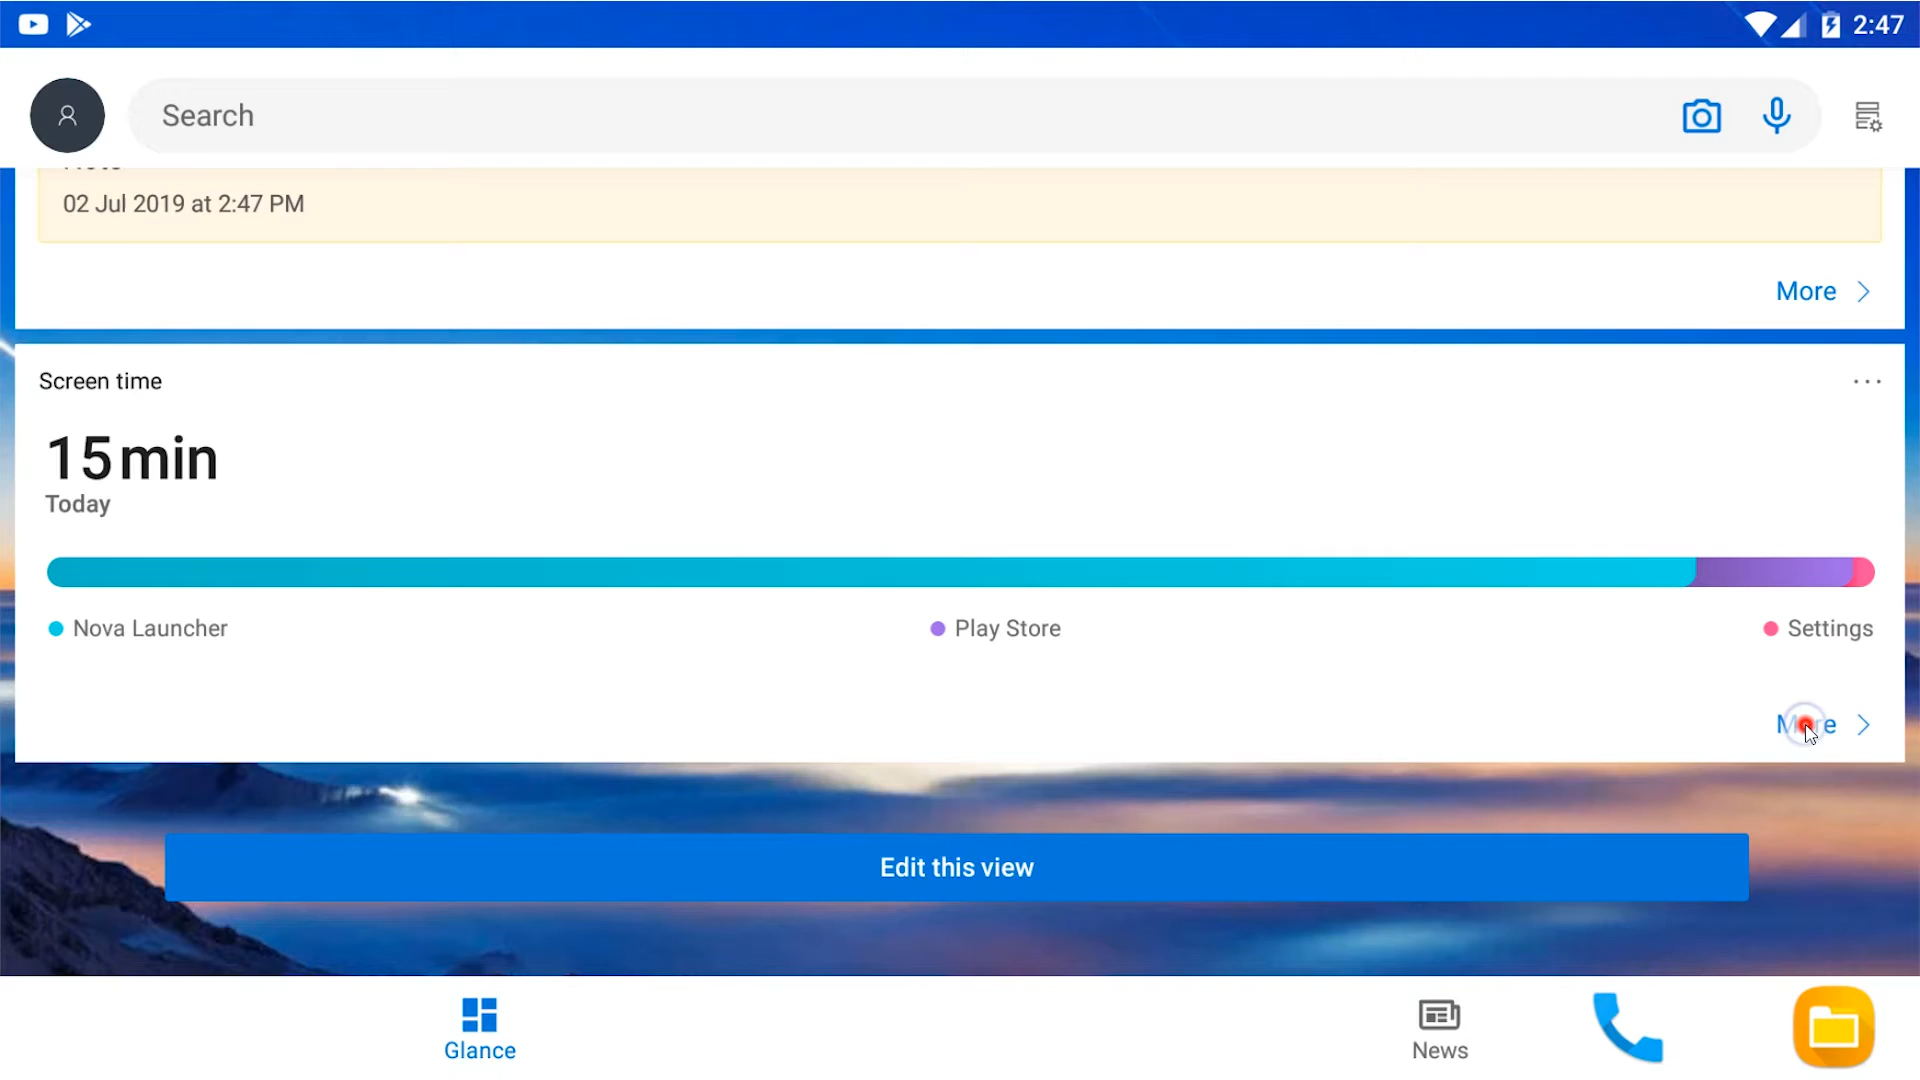 2:47
Search
02 Jul 2019 at 2:47 PM
More
Screen time
15 min
Today
Nova Launcher
Play Store
Settings
More
Edit this view
Glance
News